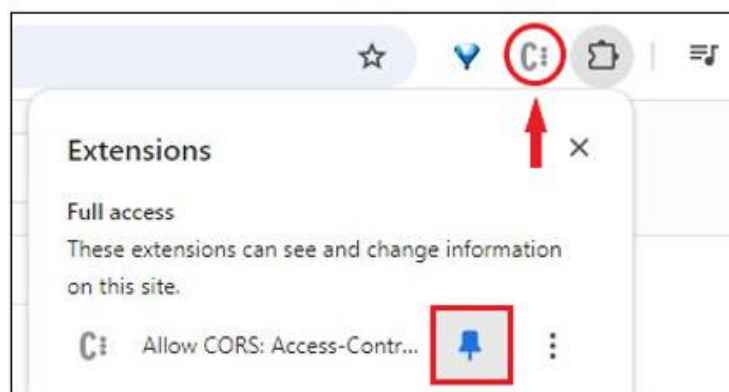 Extensions
Full access
These extensions can see and change information
on this site.
Allow CORS: Access-Contr...